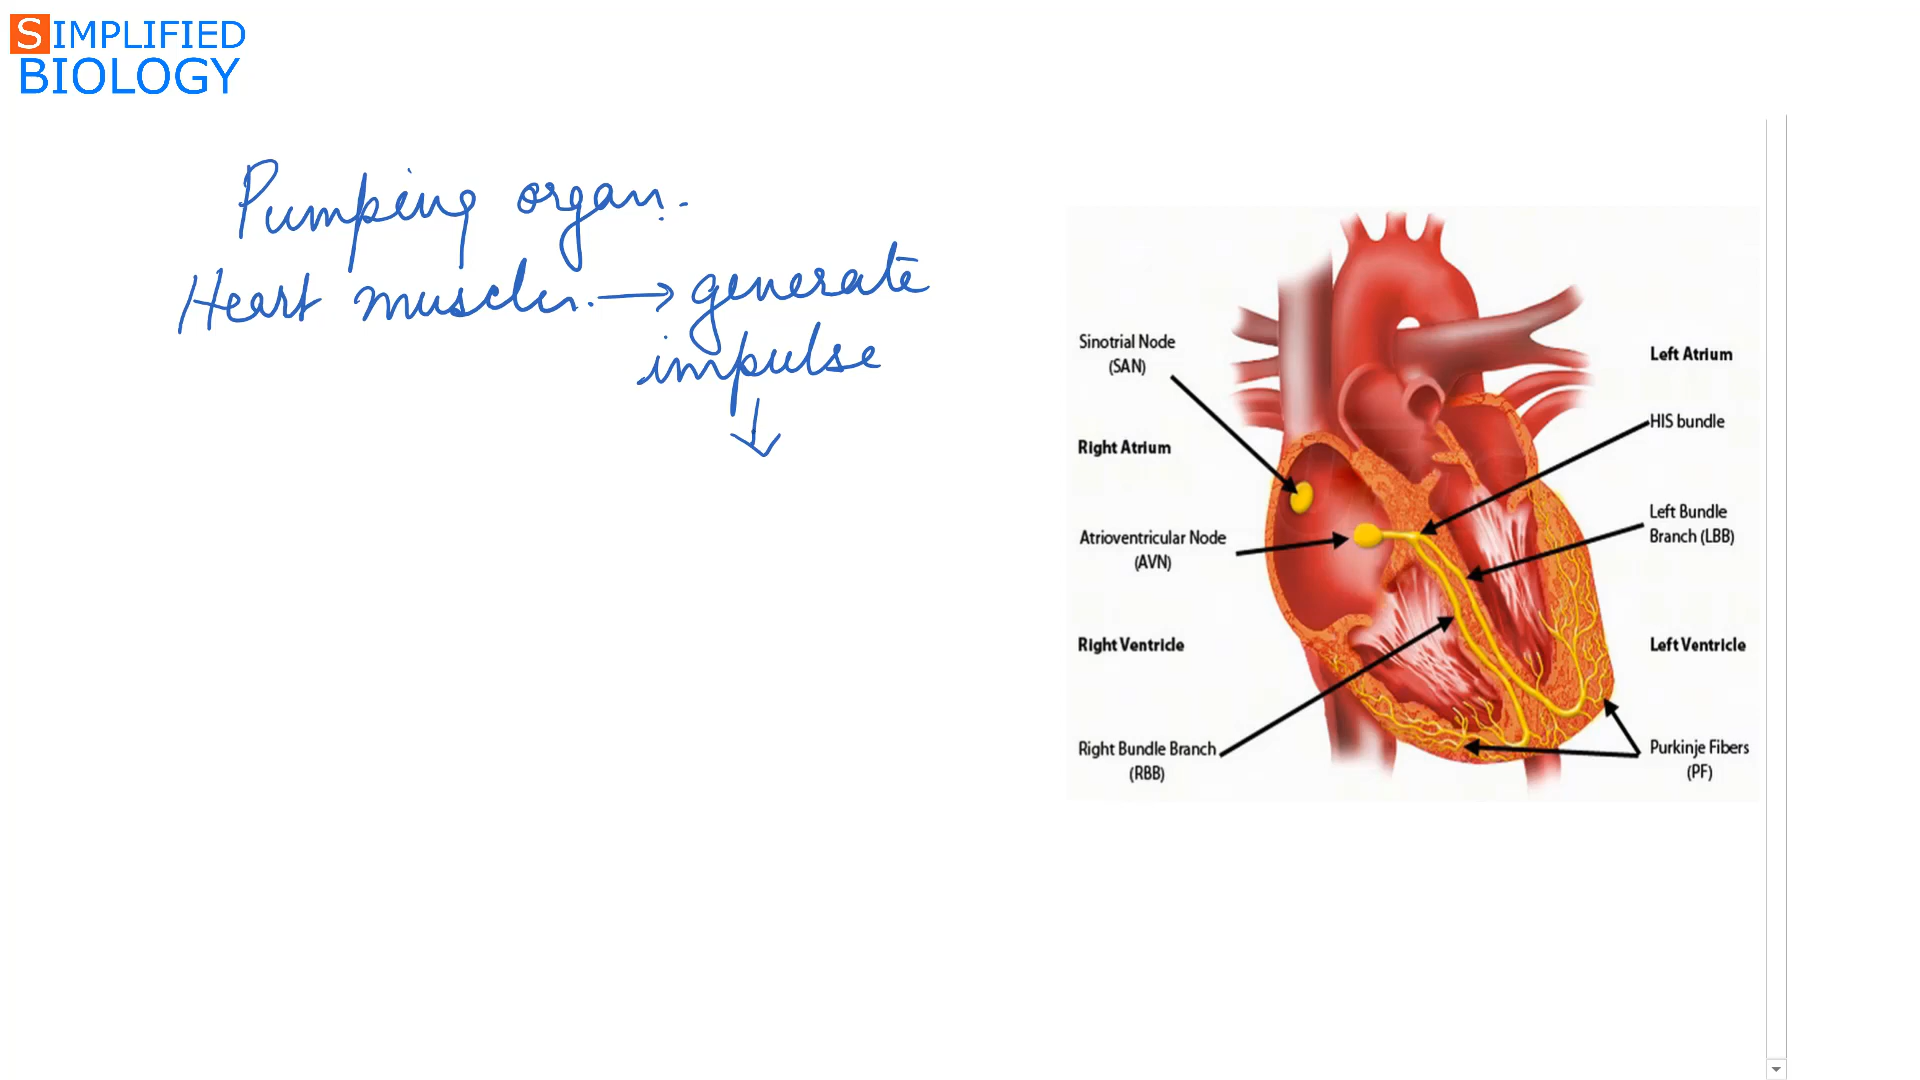 SIMPLIFIED
BIOLOGY
Pumping organ.
Heart muscles. → generate
impulse
↓
Sinotrial Node
(SAN)
Right Atrium
Atrioventricular Node
(AVN)
Right Ventricle
Right Bundle Branch
(RBB)
Left Atrium
HIS bundle
Left Bundle
Branch (LBB)
Left Ventricle
Purkinje Fibers
(PF)